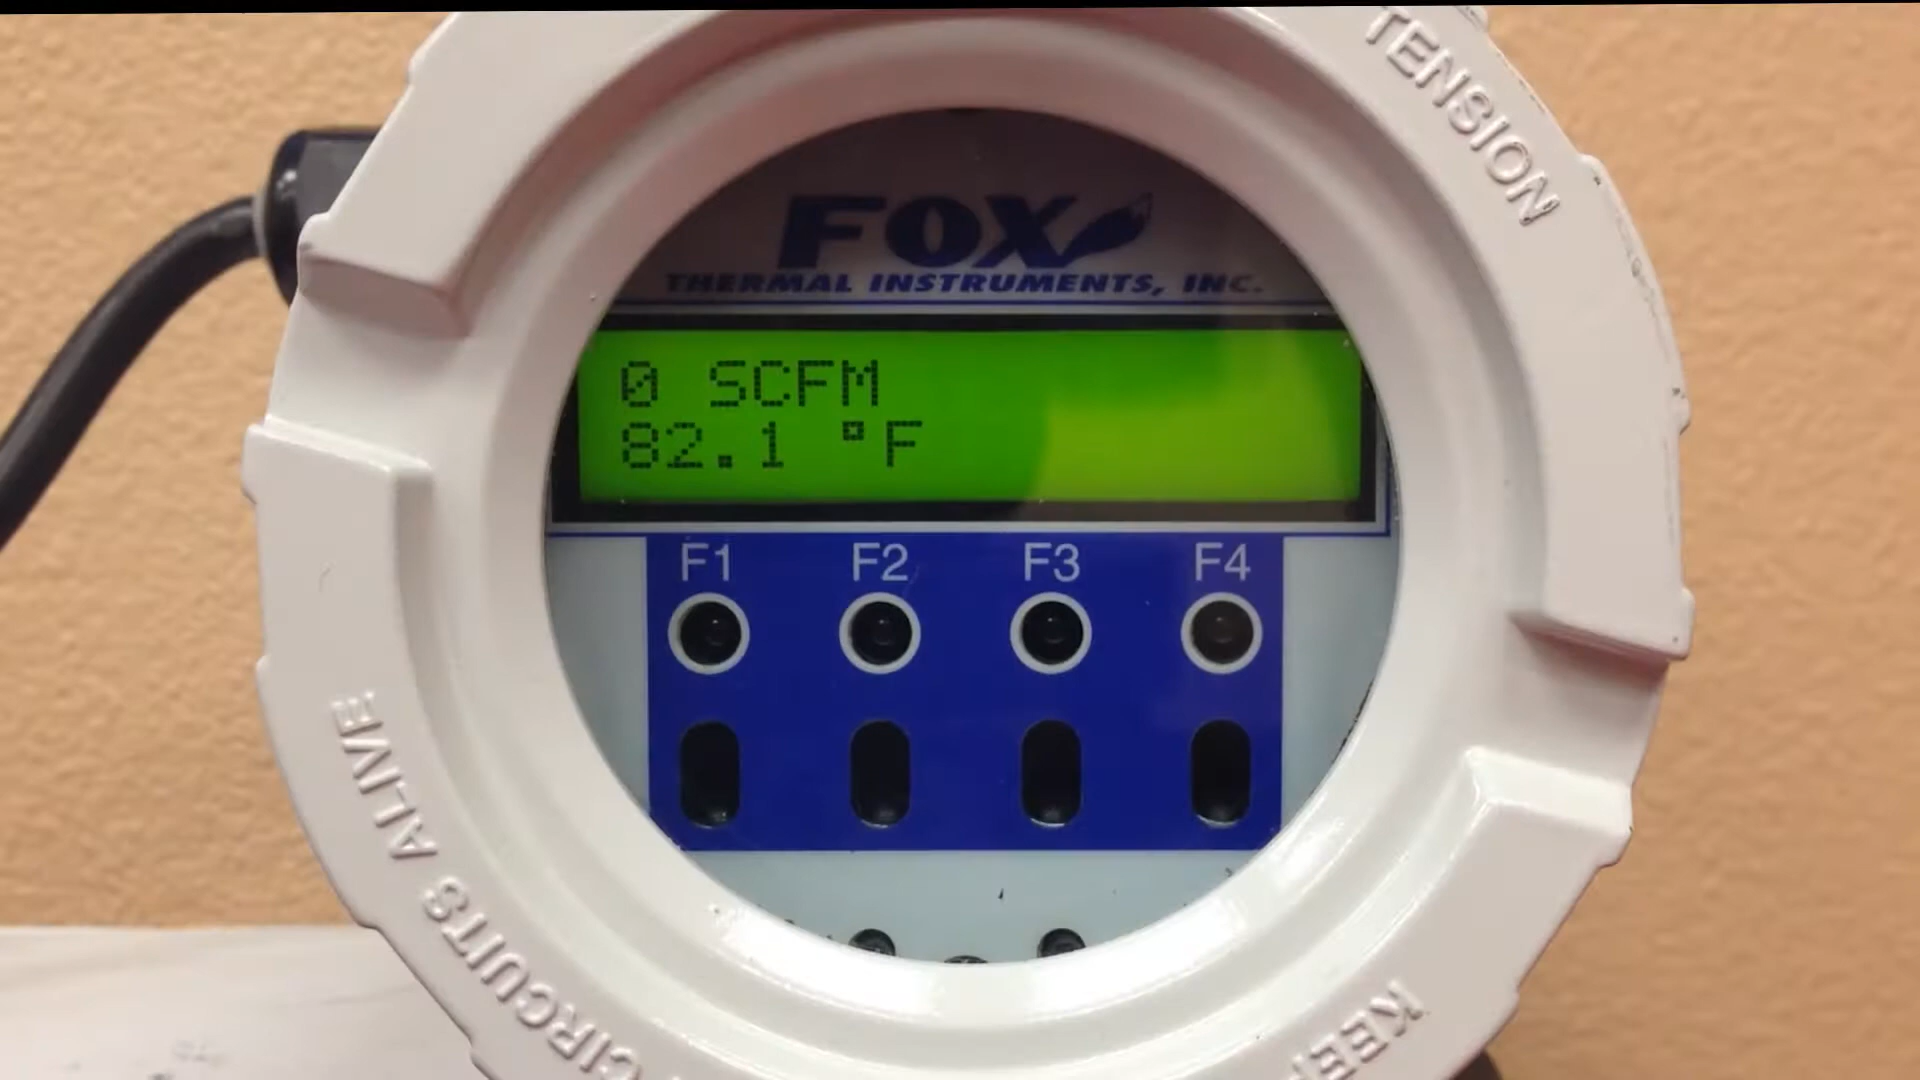 TENSION
FOX
THERMAL INSTRUMENTS, INC.
0 SCFM
82.1 °F
F1 F2 F3 F4
CIRCUITS ALIVE
KEEP